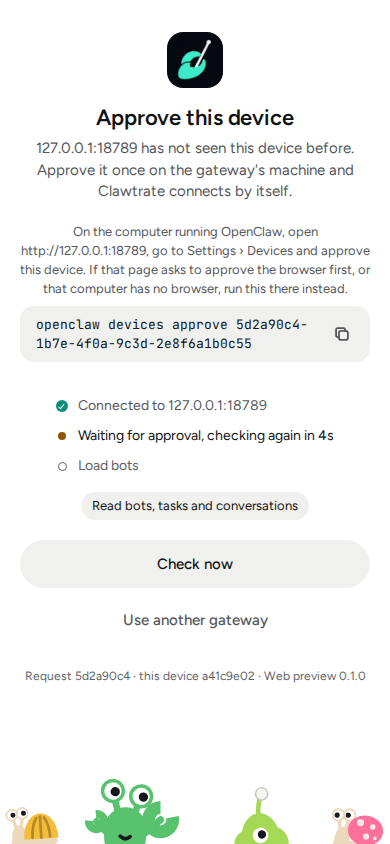 Approve this device
127.0.0.1:18789 has not seen this device before.
Approve it once on the gateway's machine and
Clawtrate connects by itself.
On the computer running OpenClaw, open
http://127.0.0.1:18789, go to Settings › Devices and approve
this device. If that page asks to approve the browser first, or
that computer has no browser, run this there instead.
openclaw devices approve 5d2a90c4-
1b7e-4f0a-9c3d-2e8f6a1b0c55
Connected to 127.0.0.1:18789
Waiting for approval, checking again in 4s
Load bots
Read bots, tasks and conversations
Check now
Use another gateway
Request 5d2a90c4 · this device a41c9e02 · Web preview 0.1.0